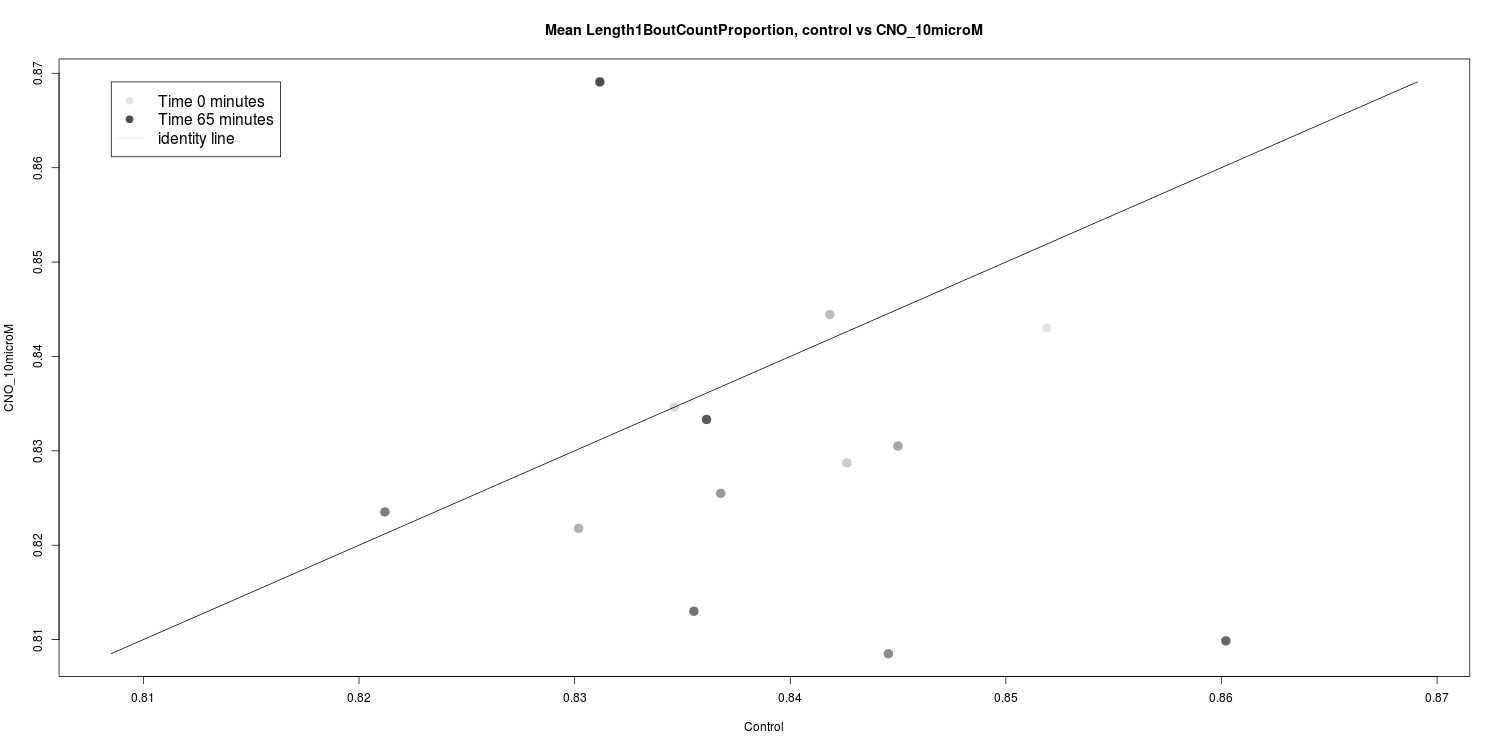 Mean Length1BoutCountProportion, control vs CNO_10microM
Time 0 minutes
Time 65 minutes
identity line
0.87
0.86
0.85
0.84
0.83
0.82
0.81
CNO_10microM
0.81 0.82 0.83 0.84 0.85 0.86 0.87
Control